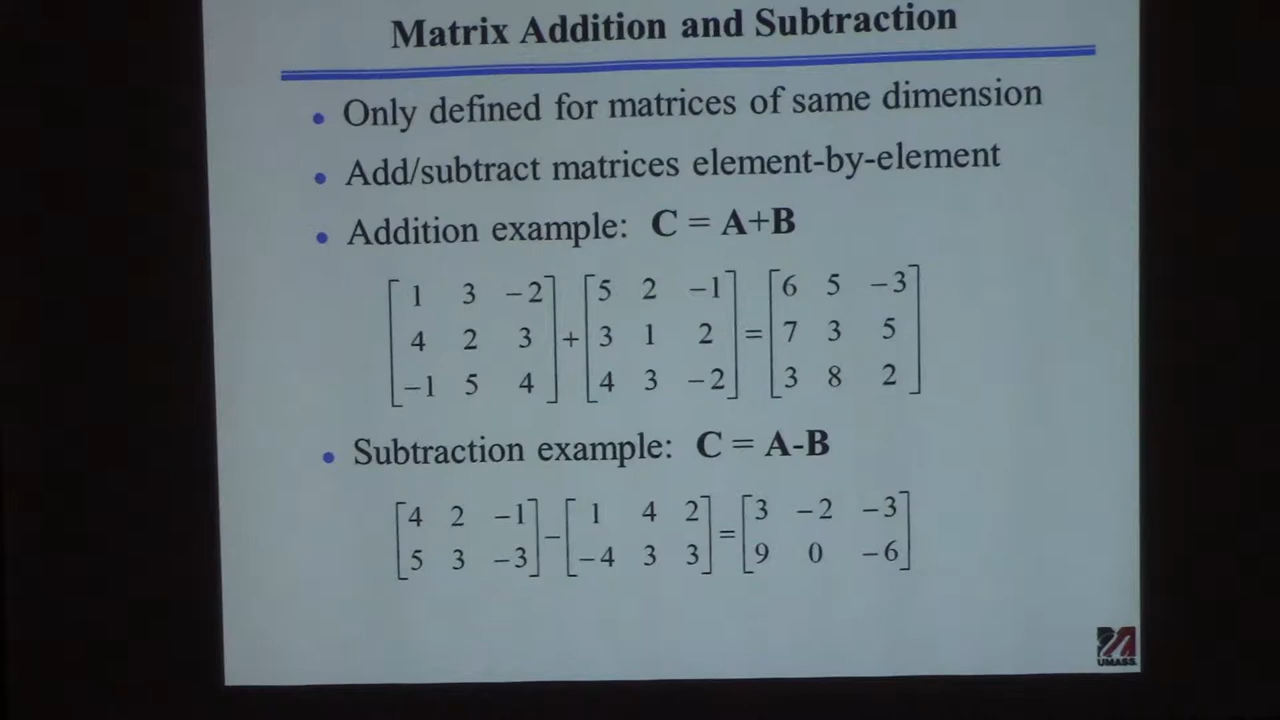 Matrix Addition and Subtraction
• Only defined for matrices of same dimension
• Add/subtract matrices element-by-element
• Addition example: C = A+B
[1 3 −2] [5 2 −1] [6 5 −3]
[4 2 3] + [3 1 2] = [7 3 5]
[−1 5 4] [4 3 −2] [3 8 2]
• Subtraction example: C = A-B
[4 2 −1] − [1 4 2] = [3 −2 −3]
[5 3 −3] [−4 3 3] [9 0 −6]
UMASS